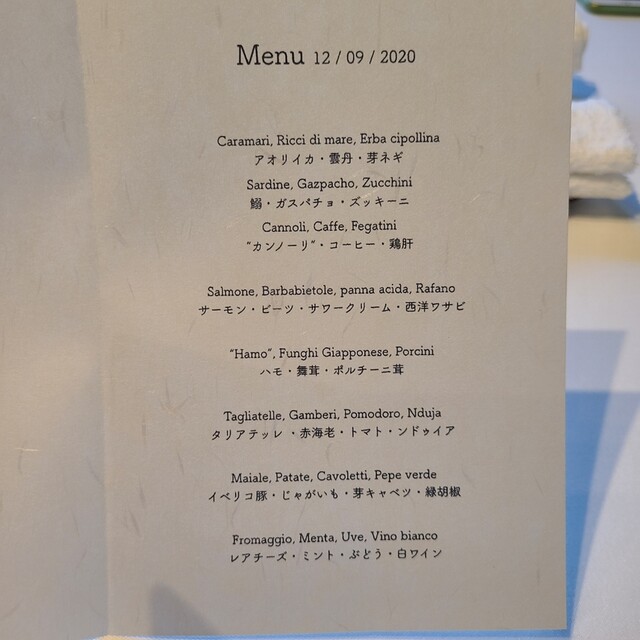 Menu 12 / 09 / 2020
Caramari, Ricci di mare, Erba cipollina
アオリイカ・雲丹・芽ネギ
Sardine, Gazpacho, Zucchini
鰯・ガスパチョ・ズッキーニ
Cannoli, Caffe, Fegatini
“カンノーリ”・コーヒー・鶏肝
Salmone, Barbabietole, panna acida, Rafano
サーモン・ビーツ・サワークリーム・西洋ワサビ
“Hamo”, Funghi Giapponese, Porcini
ハモ・舞茸・ポルチーニ茸
Tagliatelle, Gamberi, Pomodoro, Nduja
タリアテッレ・赤海老・トマト・ンドゥイア
Maiale, Patate, Cavoletti, Pepe verde
イベリコ豚・じゃがいも・芽キャベツ・緑胡椒
Fromaggio, Menta, Uve, Vino bianco
レアチーズ・ミント・ぶどう・白ワイン